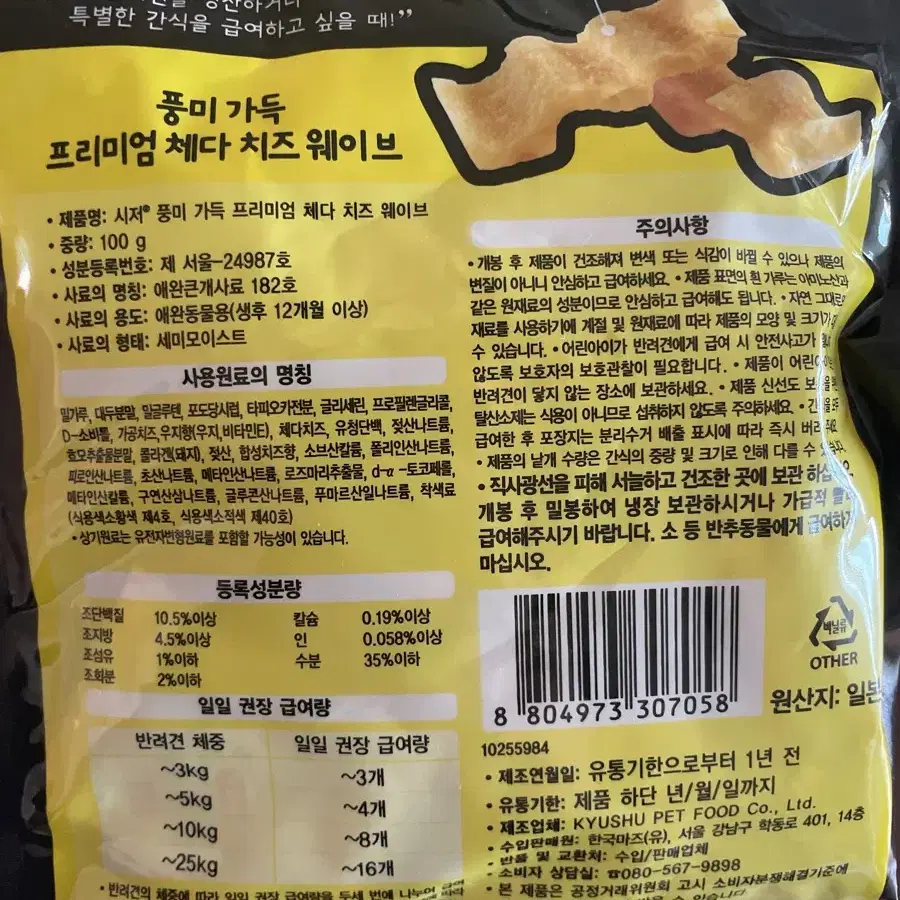 특별한 간식을 급여하고 싶을 때!"
풍미 가득
프리미엄 체다 치즈 웨이브
• 제품명: 시저® 풍미 가득 프리미엄 체다 치즈 웨이브
• 중량: 100 g
• 성분등록번호: 제 서울-24987호
• 사료의 명칭: 애완큰개사료 182호
• 사료의 용도: 애완동물용(생후 12개월 이상)
• 사료의 형태: 세미모이스트
사용원료의 명칭
밀가루, 대두분말, 밀글루텐, 포도당시럽, 타피오카전분, 글리세린, 프로필렌글리콜,
D-소비톨, 가공치즈, 우지형(우지,비타민E), 체다치즈, 유청단백, 젖산나트륨,
효모추출물분말, 콜라겐(돼지), 젖산, 합성치즈향, 소브산칼륨, 폴리인산나트륨,
피로인산나트륨, 초산나트륨, 메타인산나트륨, 로즈마리추출물, d-α-토코페롤,
메타인산칼륨, 구연산삼나트륨, 글루콘산나트륨, 푸마르산일나트륨, 착색료
(식용색소황색 제4호, 식용색소적색 제40호)
• 상기원료는 유전자변형원료를 포함할 가능성이 있습니다.
등록성분량
조단백질 10.5%이상 칼슘 0.19%이상
조지방 4.5%이상 인 0.058%이상
조섬유 1%이하 수분 35%이하
조회분 2%이하
일일 권장 급여량
반려견 체중 일일 권장 급여량
~3kg ~3개
~5kg ~4개
~10kg ~8개
~25kg ~16개
• 반려견의 체중에 따라 일일 권장 급여량을 두세 번에 나누어
주의사항
• 개봉 후 제품이 건조해져 변색 또는 식감이 바뀔 수 있으나 제품의
변질이 아니니 안심하고 급여하세요. • 제품 표면의 흰 가루는 아미노산과
같은 원재료의 성분이므로 안심하고 급여해도 됩니다. • 자연 그대로의
재료를 사용하기에 계절 및 원재료에 따라 제품의 모양 및 크기가
수 있습니다. • 어린아이가 반려견에게 급여 시 안전사고가
않도록 보호자의 보호관찰이 필요합니다. • 제품이 어린이
반려견이 닿지 않는 장소에 보관하세요. • 제품 신선도
탈산소제는 식용이 아니므로 섭취하지 않도록 주의하세요. •
급여한 후 포장지는 분리수거 배출 표시에 따라 즉시
• 제품의 낱개 수량은 간식의 중량 및 크기로 인해 다를 수
• 직사광선을 피해 서늘하고 건조한 곳에 보관
개봉 후 밀봉하여 냉장 보관하시거나 가급적
급여해주시기 바랍니다. 소 등 반추동물에게 급여하지
마십시오.
8 804973 307058
비닐류
OTHER
원산지: 일본
10255984
• 제조연월일: 유통기한으로부터 1년 전
• 유통기한: 제품 하단 년/월/일까지
• 제조업체: KYUSHU PET FOOD Co., Ltd.
• 수입판매원: 한국마즈(유), 서울 강남구 학동로 401, 14층
• 반품 및 교환처: 수입/판매업체
• 소비자 상담실: ☎080-567-9898
• 본 제품은 공정거래위원회 고시 소비자분쟁해결기준에